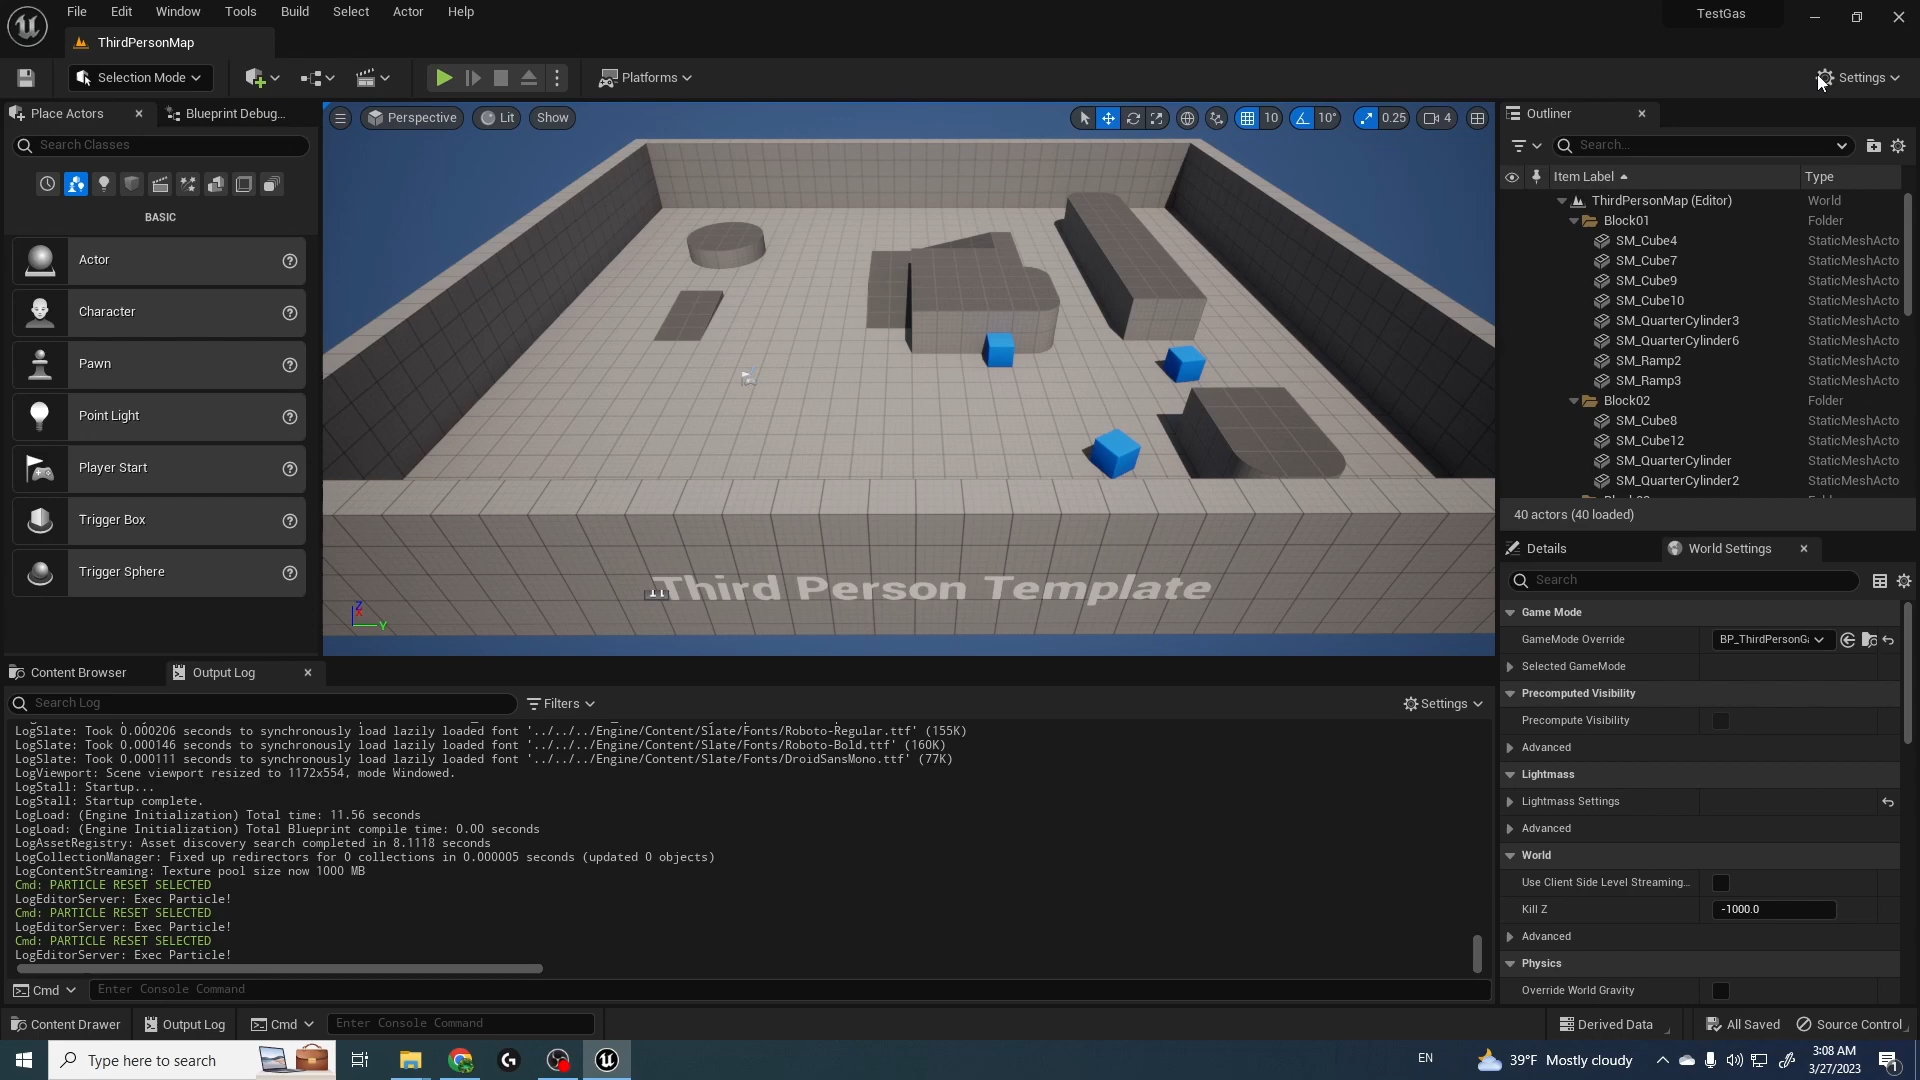 File Edit Window Tools Build Select Actor Help
TestGas
ThirdPersonMap
Selection Mode
Platforms
Settings
Place Actors
Blueprint Debug...
Search Classes
BASIC
Actor
Character
Pawn
Point Light
Player Start
Trigger Box
Trigger Sphere
Perspective
Lit
Show
10
10°
0.25
4
Third Person Template
Z
Y
Outliner
Search...
Item Label
Type
ThirdPersonMap (Editor) World
Block01 Folder
SM_Cube4 StaticMeshActo
SM_Cube7 StaticMeshActo
SM_Cube9 StaticMeshActo
SM_Cube10 StaticMeshActo
SM_QuarterCylinder3 StaticMeshActo
SM_QuarterCylinder6 StaticMeshActo
SM_Ramp2 StaticMeshActo
SM_Ramp3 StaticMeshActo
Block02 Folder
SM_Cube8 StaticMeshActo
SM_Cube12 StaticMeshActo
SM_QuarterCylinder StaticMeshActo
SM_QuarterCylinder2 StaticMeshActo
40 actors (40 loaded)
Details
World Settings
Search
Game Mode
GameMode Override
BP_ThirdPersonGa
Selected GameMode
Precomputed Visibility
Precompute Visibility
Advanced
Lightmass
Lightmass Settings
Advanced
World
Use Client Side Level Streaming...
Kill Z
-1000.0
Advanced
Physics
Override World Gravity
Content Browser
Output Log
Search Log
Filters
Settings
LogSlate: Took 0.000206 seconds to synchronously load lazily loaded font '../../../Engine/Content/Slate/Fonts/Roboto-Regular.ttf' (155K)
LogSlate: Took 0.000146 seconds to synchronously load lazily loaded font '../../../Engine/Content/Slate/Fonts/Roboto-Bold.ttf' (160K)
LogSlate: Took 0.000111 seconds to synchronously load lazily loaded font '../../../Engine/Content/Slate/Fonts/DroidSansMono.ttf' (77K)
LogViewport: Scene viewport resized to 1172x554, mode Windowed.
LogStall: Startup...
LogStall: Startup complete.
LogLoad: (Engine Initialization) Total time: 11.56 seconds
LogLoad: (Engine Initialization) Total Blueprint compile time: 0.00 seconds
LogAssetRegistry: Asset discovery search completed in 8.1118 seconds
LogCollectionManager: Fixed up redirectors for 0 collections in 0.000005 seconds (updated 0 objects)
LogContentStreaming: Texture pool size now 1000 MB
Cmd: PARTICLE RESET SELECTED
LogEditorServer: Exec Particle!
Cmd: PARTICLE RESET SELECTED
LogEditorServer: Exec Particle!
Cmd: PARTICLE RESET SELECTED
LogEditorServer: Exec Particle!
Cmd
Enter Console Command
Content Drawer
Output Log
Cmd
Enter Console Command
Derived Data
All Saved
Source Control
Type here to search
EN
39°F Mostly cloudy
3:08 AM
3/27/2023
1